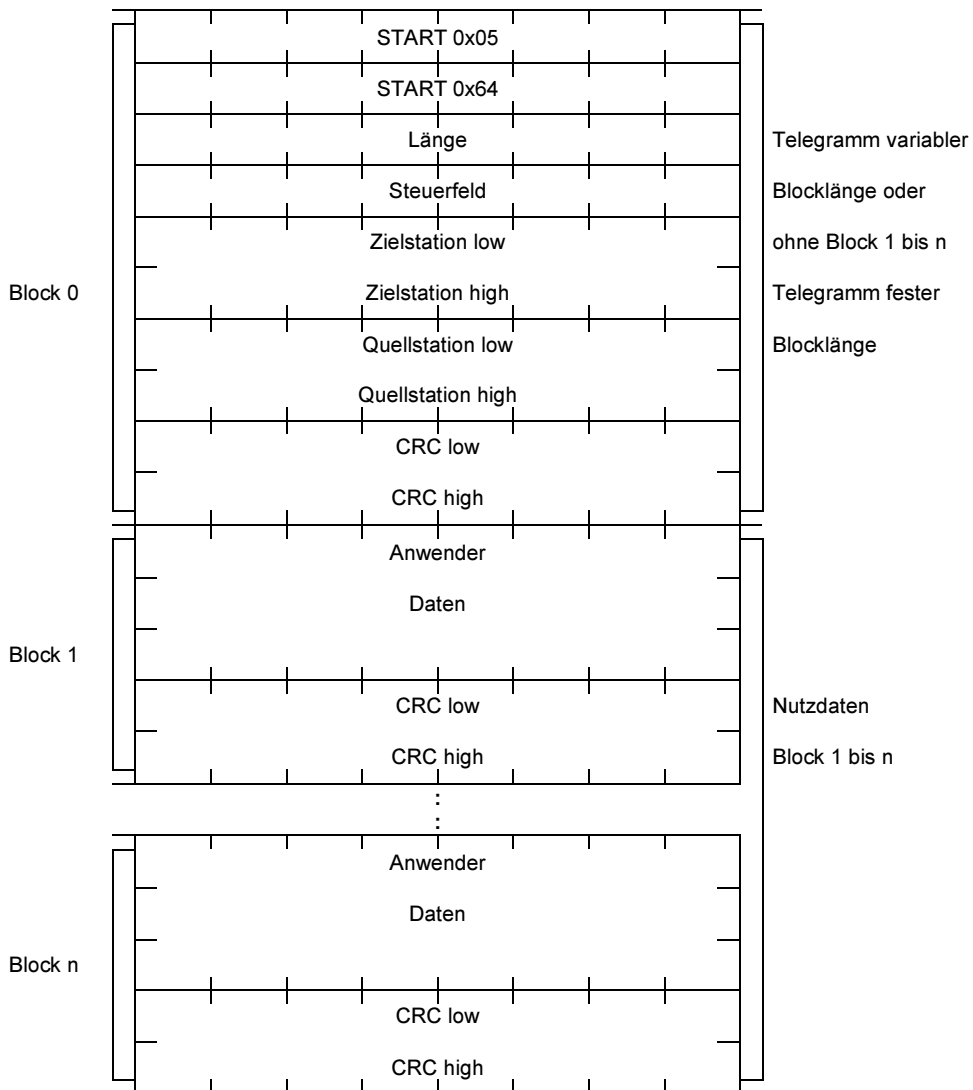 START 0x05
START 0x64
Länge
Telegramm variabler
Steuerfeld
Blocklänge oder
Zielstation low
ohne Block 1 bis n
Block 0
Zielstation high
Telegramm fester
Quellstation low
Blocklänge
Quellstation high
CRC low
CRC high
Anwender
Daten
Block 1
CRC low
Nutzdaten
CRC high
Block 1 bis n
:
:
Anwender
Daten
Block n
CRC low
CRC high